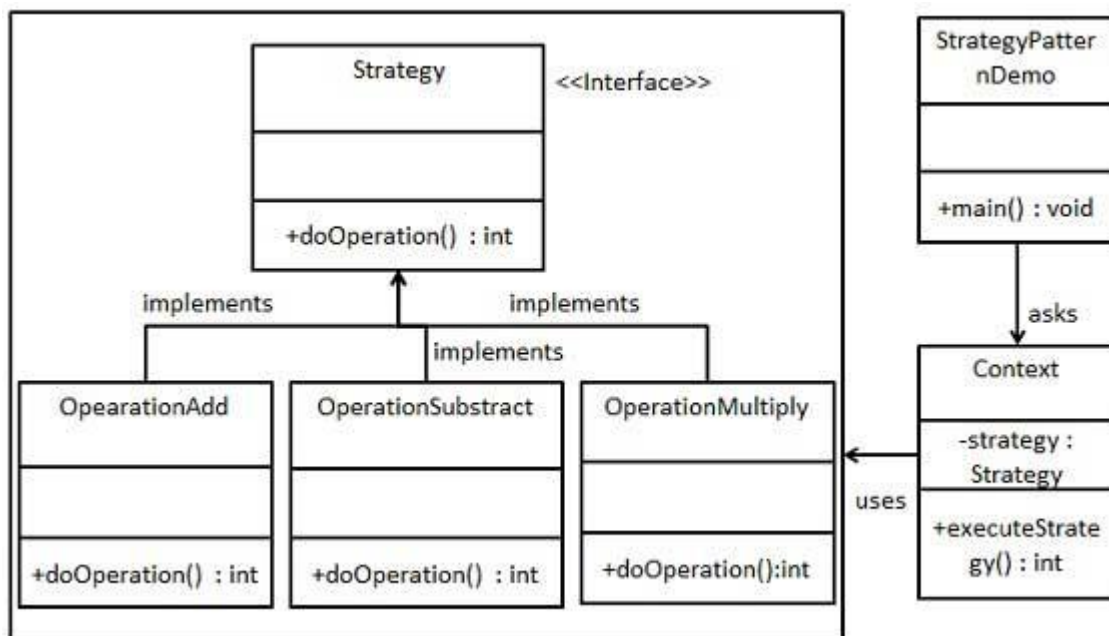 Strategy
<<Interface>>
+doOperation() : int
implements
implements
implements
OpearationAdd
+doOperation() : int
OperationSubstract
+doOperation() : int
OperationMultiply
+doOperation():int
StrategyPatter
nDemo
+main() : void
asks
Context
-strategy :
Strategy
+executeStrate
gy() : int
uses